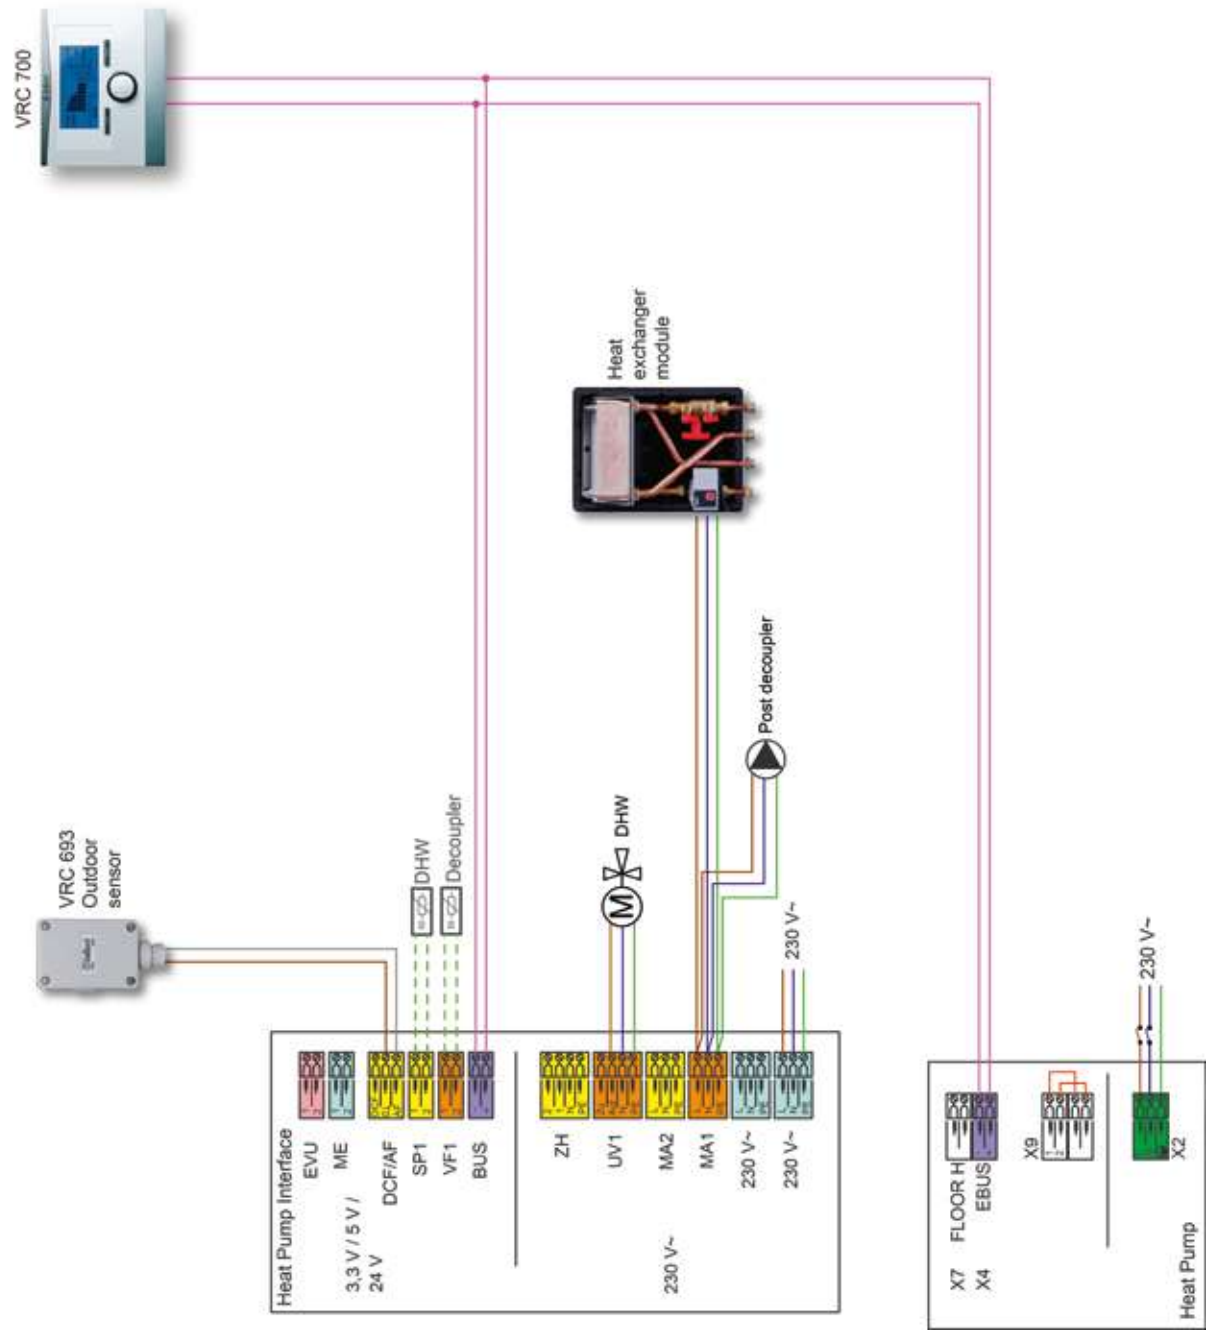 VRC 700
VRC 693
Outdoor
sensor
Heat
exchanger
module
Post decoupler
DHW
Decoupler
M
DHW
230 V~
Heat Pump Interface
EVU
ME
3,3 V / 5 V /
24 V
DCF/AF
SP1
VF1
BUS
ZH
UV1
MA2
MA1
230 V~
230 V~
230 V~
X7 FLOOR H
X4 EBUS
X9
X2
230 V~
Heat Pump